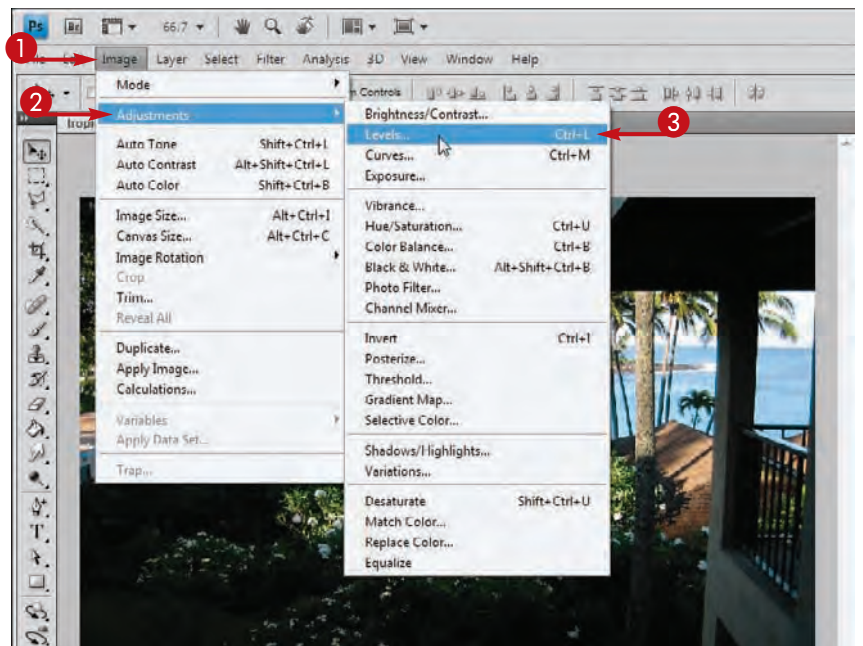 Ps Br 66.7
1
Image Layer Select Filter Analysis 3D View Window Help
Controls
2
3
Mode
Adjustments
Auto Tone Shift+Ctrl+L
Auto Contrast Alt+Shift+Ctrl+L
Auto Color Shift+Ctrl+B
Image Size... Alt+Ctrl+I
Canvas Size... Alt+Ctrl+C
Image Rotation
Crop
Trim...
Reveal All
Duplicate...
Apply Image...
Calculations...
Variables
Apply Data Set...
Trap...
Brightness/Contrast...
Levels... Ctrl+L
Curves... Ctrl+M
Exposure...
Vibrance...
Hue/Saturation... Ctrl+U
Color Balance... Ctrl+B
Black & White... Alt+Shift+Ctrl+B
Photo Filter...
Channel Mixer...
Invert Ctrl+I
Posterize...
Threshold...
Gradient Map...
Selective Color...
Shadows/Highlights...
Variations...
Desaturate Shift+Ctrl+U
Match Color...
Replace Color...
Equalize
T